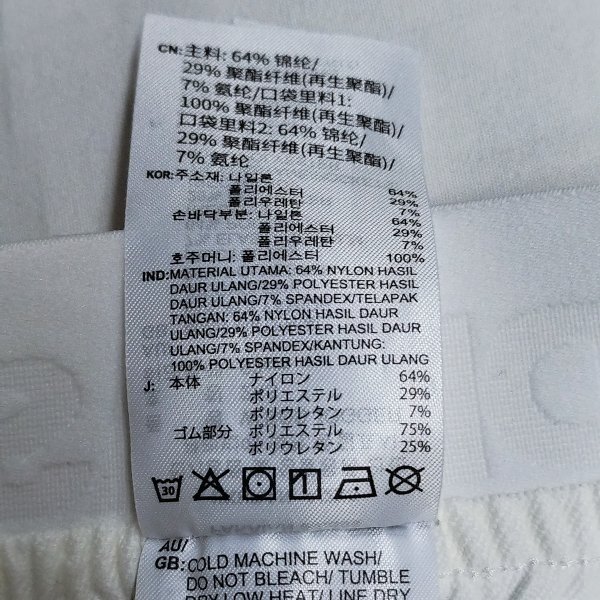 CN: 主料: 64% 锦纶/
29% 聚酯纤维(再生聚酯)/
7% 氨纶/口袋里料1:
100% 聚酯纤维(再生聚酯)/
口袋里料2: 64% 锦纶/
29% 聚酯纤维(再生聚酯)/
7% 氨纶
KOR: 주소재: 나일론 64%
폴리에스터 29%
폴리우레탄 7%
손바닥부분: 나일론 64%
폴리에스터 29%
폴리우레탄 7%
호주머니: 폴리에스터 100%
IND: MATERIAL UTAMA: 64% NYLON HASIL
DAUR ULANG/29% POLYESTER HASIL
DAUR ULANG/7% SPANDEX/TELAPAK
TANGAN: 64% NYLON HASIL DAUR
ULANG/29% POLYESTER HASIL DAUR
ULANG/7% SPANDEX/KANTUNG:
100% POLYESTER HASIL DAUR ULANG
J: 本体 ナイロン 64%
ポリエステル 29%
ポリウレタン 7%
ゴム部分 ポリエステル 75%
ポリウレタン 25%
30
AU/
GB: COLD MACHINE WASH/
DO NOT BLEACH/ TUMBLE
DRY LOW HEAT/ LINE DRY